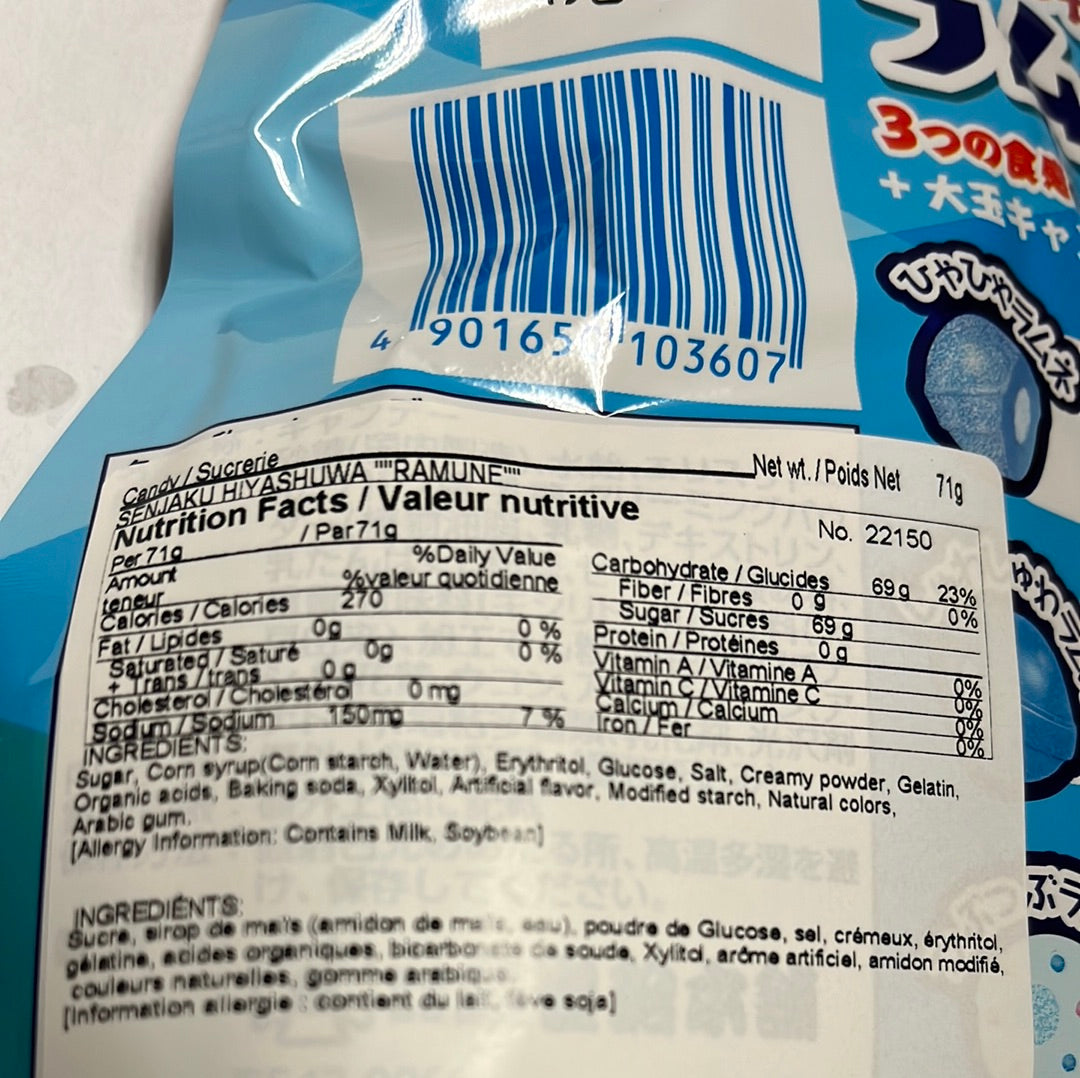 3つの食
+ 大玉キャ
ひやひやラムネ
4 901650 103607
Candy / Sucrerie
SENJAKU HIYASHUWA """RAMUNE"""
Net wt. / Poids Net 71g
Nutrition Facts / Valeur nutritive
No. 22150
Per 71g / Par 71g
Amount %Daily Value
teneur %valeur quotidienne
Calories / Calories 270
Fat / Lipides 0g 0 %
Saturated / Saturé 0g 0 %
+ Trans / trans 0 g
Cholesterol / Cholestérol 0 mg
Sodium / Sodium 150mg 7 %
Carbohydrate / Glucides 69 g 23%
Fiber / Fibres 0 g 0%
Sugar / Sucres 69 g
Protein / Protéines 0 g
Vitamin A / Vitamine A 0%
Vitamin C / Vitamine C 0%
Calcium / Calcium 0%
Iron / Fer 0%
INGREDIENTS:
Sugar, Corn syrup(Corn starch, Water), Erythritol, Glucose, Salt, Creamy powder, Gelatin,
Organic acids, Baking soda, Xylitol, Artificial flavor, Modified starch, Natural colors,
Arabic gum.
[Allergy Information: Contains Milk, Soybean]
INGREDIÉNTS:
Sucre, sirop de maïs (amidon de maïs, eau), poudre de Glucose, sel, crémeux, érythritol,
gélatine, acides organiques, bicarbonate de soude, Xylitol, arôme artificiel, amidon modifié,
couleurs naturelles, gomme arabique.
[Information allergie : contient du lait, fève soja]